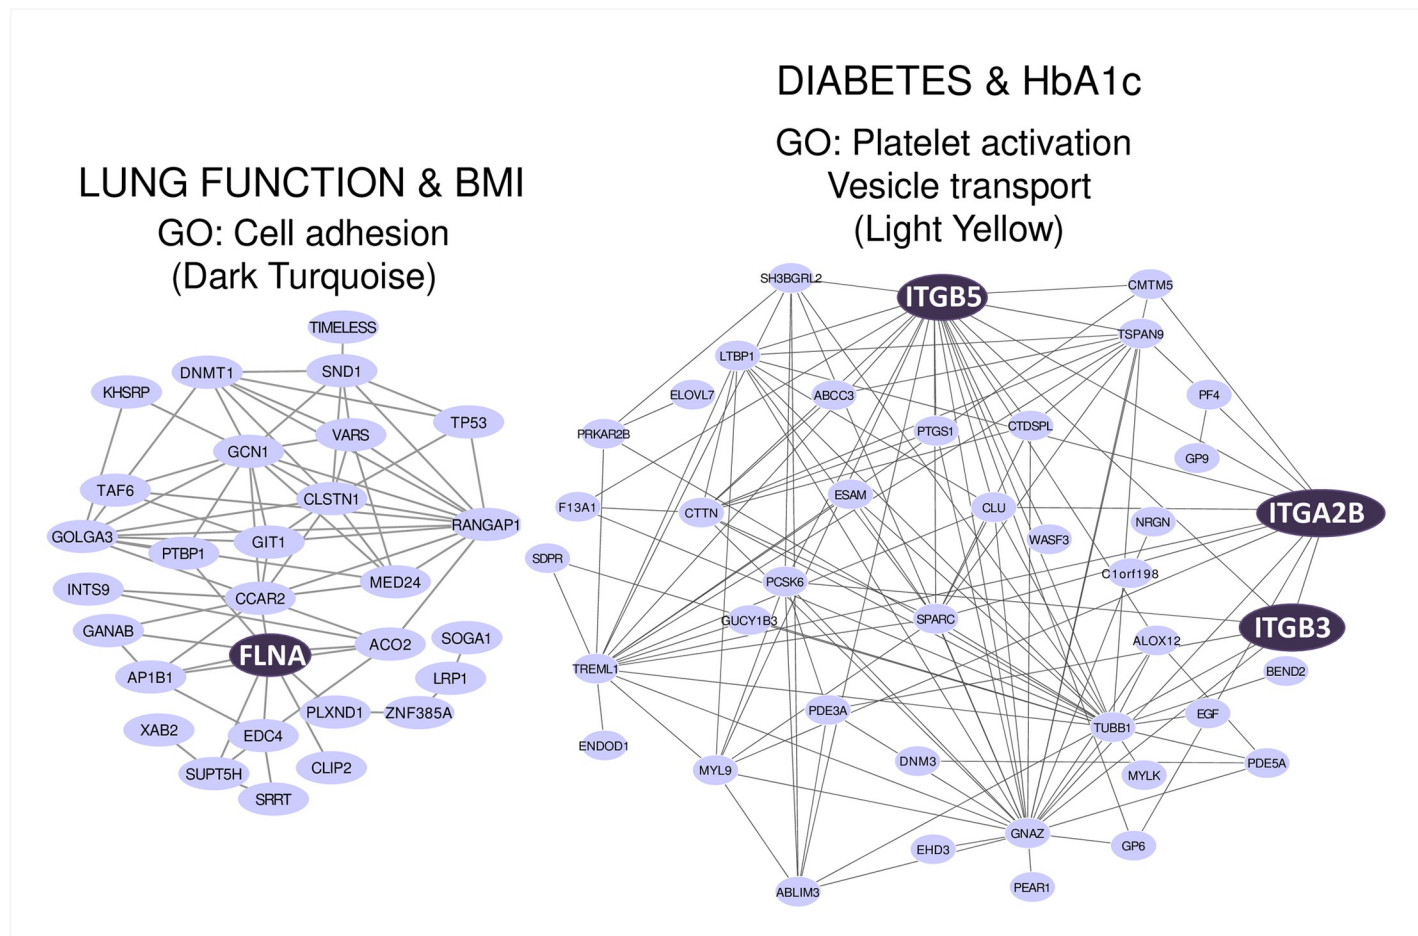 LUNG FUNCTION & BMI
GO: Cell adhesion
(Dark Turquoise)
TIMELESS
DNMT1
SND1
KHSRP
TP53
VARS
GCN1
TAF6
CLSTN1
RANGAP1
GOLGA3
GIT1
PTBP1
MED24
INTS9
CCAR2
GANAB
SOGA1
ACO2
FLNA
AP1B1
LRP1
PLXND1
ZNF385A
XAB2
EDC4
CLIP2
SUPT5H
SRRT
DIABETES & HbA1c
GO: Platelet activation
Vesicle transport
(Light Yellow)
SH3BGRL2
ITGB5
CMTM5
TSPAN9
LTBP1
ELOVL7
ABCC3
PF4
PRKAR2B
PTGS1
CTDSPL
GP9
ESAM
F13A1
CTTN
CLU
ITGA2B
NRGN
WASF3
SDPR
C1orf198
PCSK6
GUCY1B3
SPARC
ITGB3
ALOX12
TREML1
BEND2
PDE3A
EGF
TUBB1
ENDOD1
DNM3
PDE5A
MYL9
MYLK
GNAZ
EHD3
GP6
PEAR1
ABLIM3